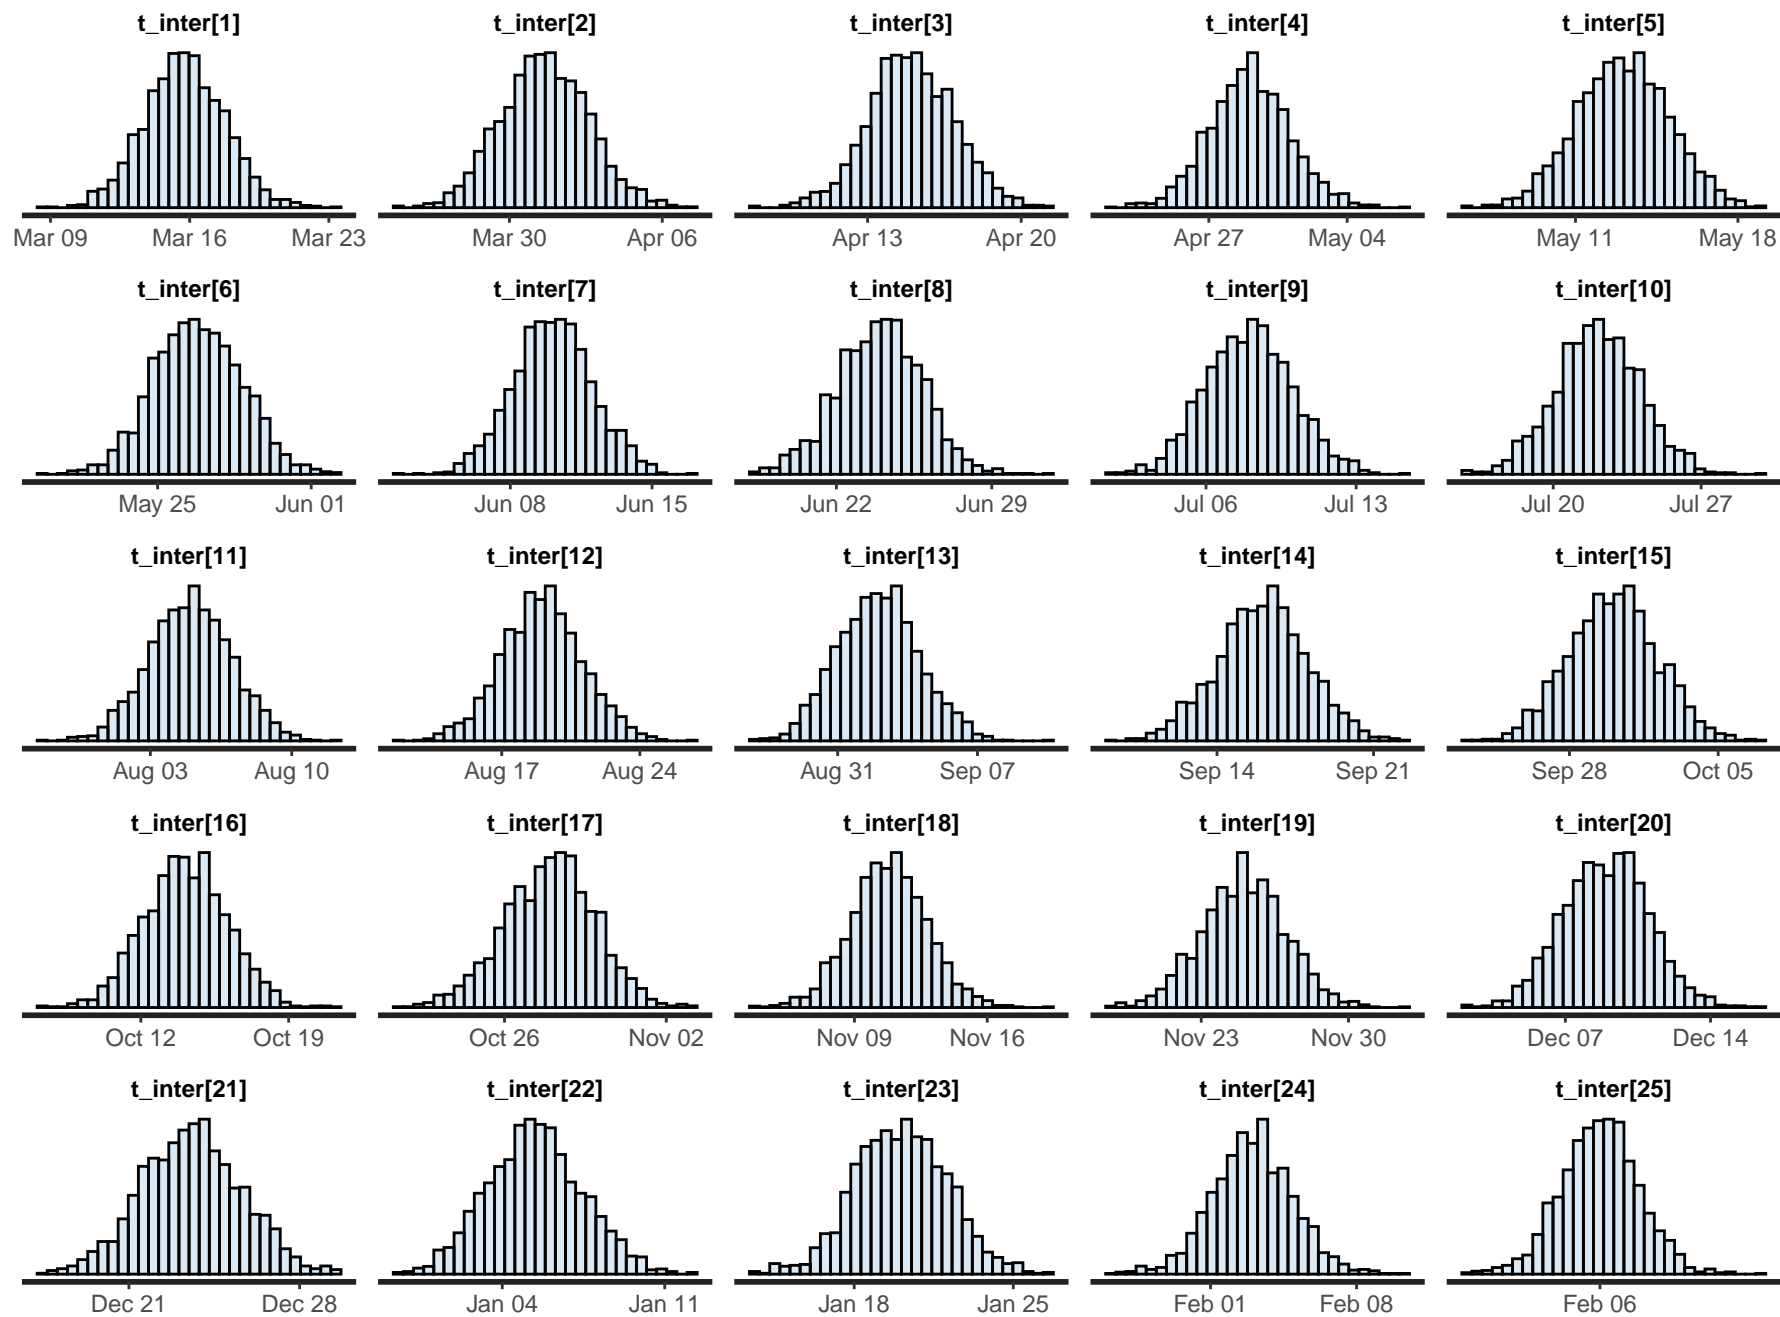 t_inter[1] t_inter[2] t_inter[3] t_inter[4] t_inter[5]
Mar 09 Mar 16 Mar 23 Mar 30 Apr 06 Apr 13 Apr 20 Apr 27 May 04 May 11 May 18
t_inter[6] t_inter[7] t_inter[8] t_inter[9] t_inter[10]
May 25 Jun 01 Jun 08 Jun 15 Jun 22 Jun 29 Jul 06 Jul 13 Jul 20 Jul 27
t_inter[11] t_inter[12] t_inter[13] t_inter[14] t_inter[15]
Aug 03 Aug 10 Aug 17 Aug 24 Aug 31 Sep 07 Sep 14 Sep 21 Sep 28 Oct 05
t_inter[16] t_inter[17] t_inter[18] t_inter[19] t_inter[20]
Oct 12 Oct 19 Oct 26 Nov 02 Nov 09 Nov 16 Nov 23 Nov 30 Dec 07 Dec 14
t_inter[21] t_inter[22] t_inter[23] t_inter[24] t_inter[25]
Dec 21 Dec 28 Jan 04 Jan 11 Jan 18 Jan 25 Feb 01 Feb 08 Feb 06